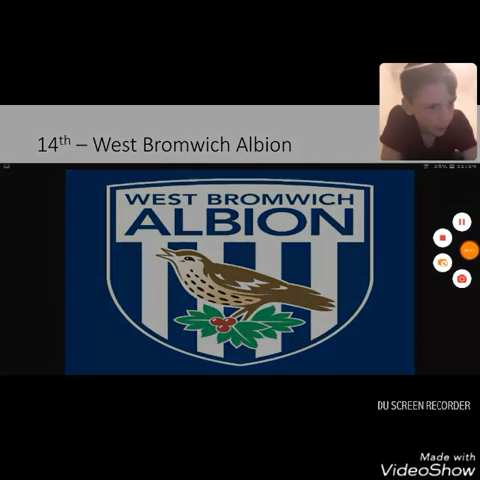 14th – West Bromwich Albion
WEST BROMWICH
ALBION
DU SCREEN RECORDER
Made with
VideoShow